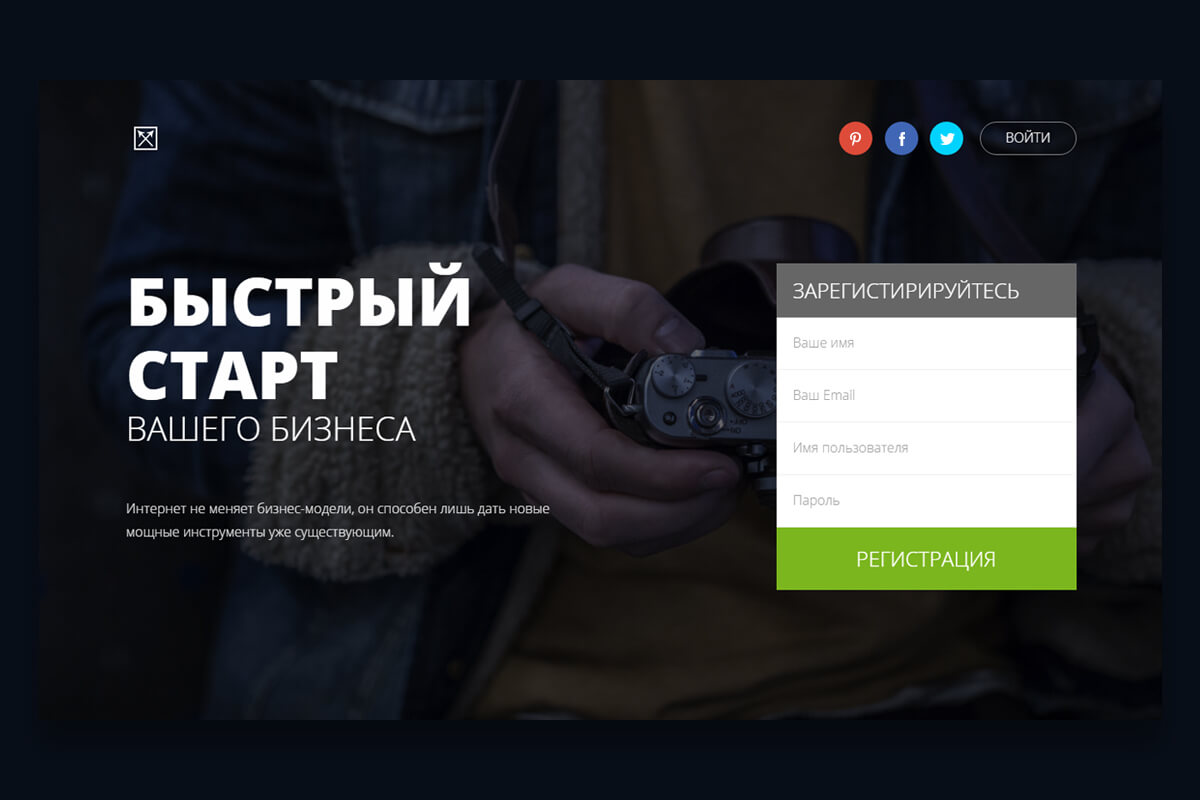 ВОЙТИ
БЫСТРЫЙ
СТАРТ
ВАШЕГО БИЗНЕСА
Интернет не меняет бизнес-модели, он способен лишь дать новые
мощные инструменты уже существующим.
ЗАРЕГИСТИРИРУЙТЕСЬ
Ваше имя
Ваш Emall
Имя пользователя
Пароль
РЕГИСТРАЦИЯ